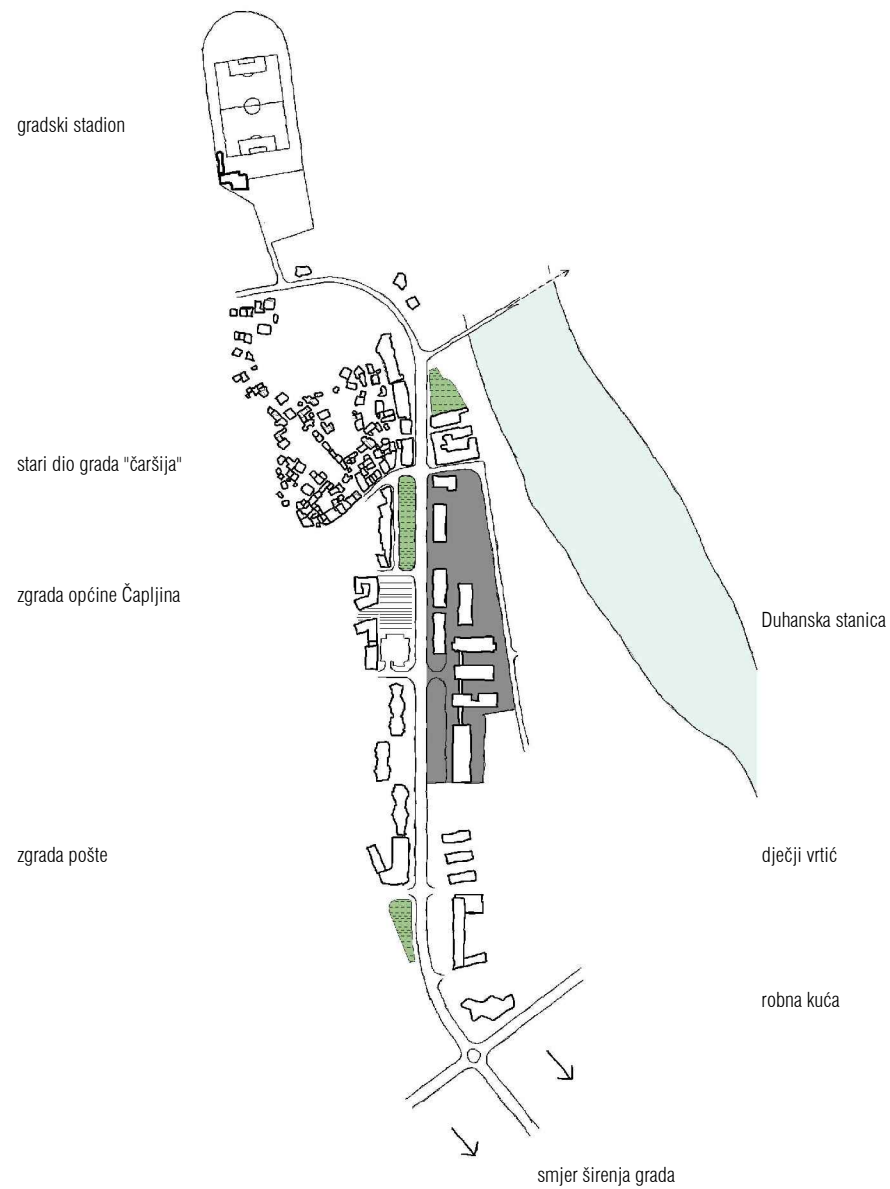 gradski stadion
stari dio grada "čaršija"
zgrada općine Čapljina
Duhanska stanica
zgrada pošte
dječji vrtić
robna kuća
smjer širenja grada